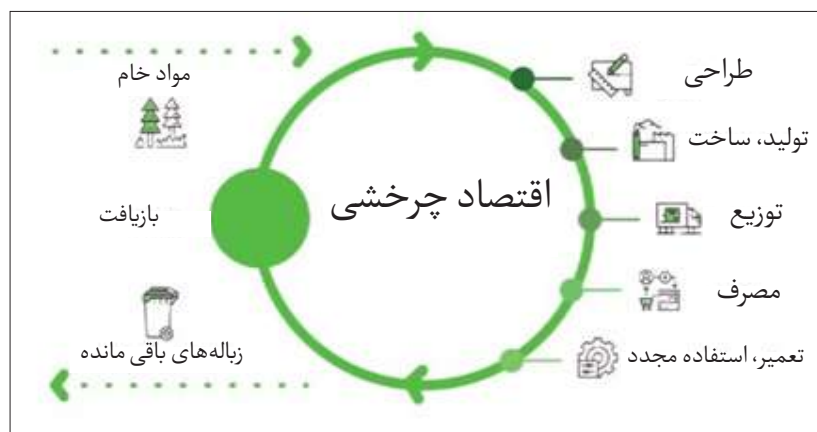 مواد خام
طراحی
تولید، ساخت
اقتصاد چرخشی
توزیع
بازیافت
مصرف
تعمیر، استفاده مجدد
زباله‌های باقی مانده